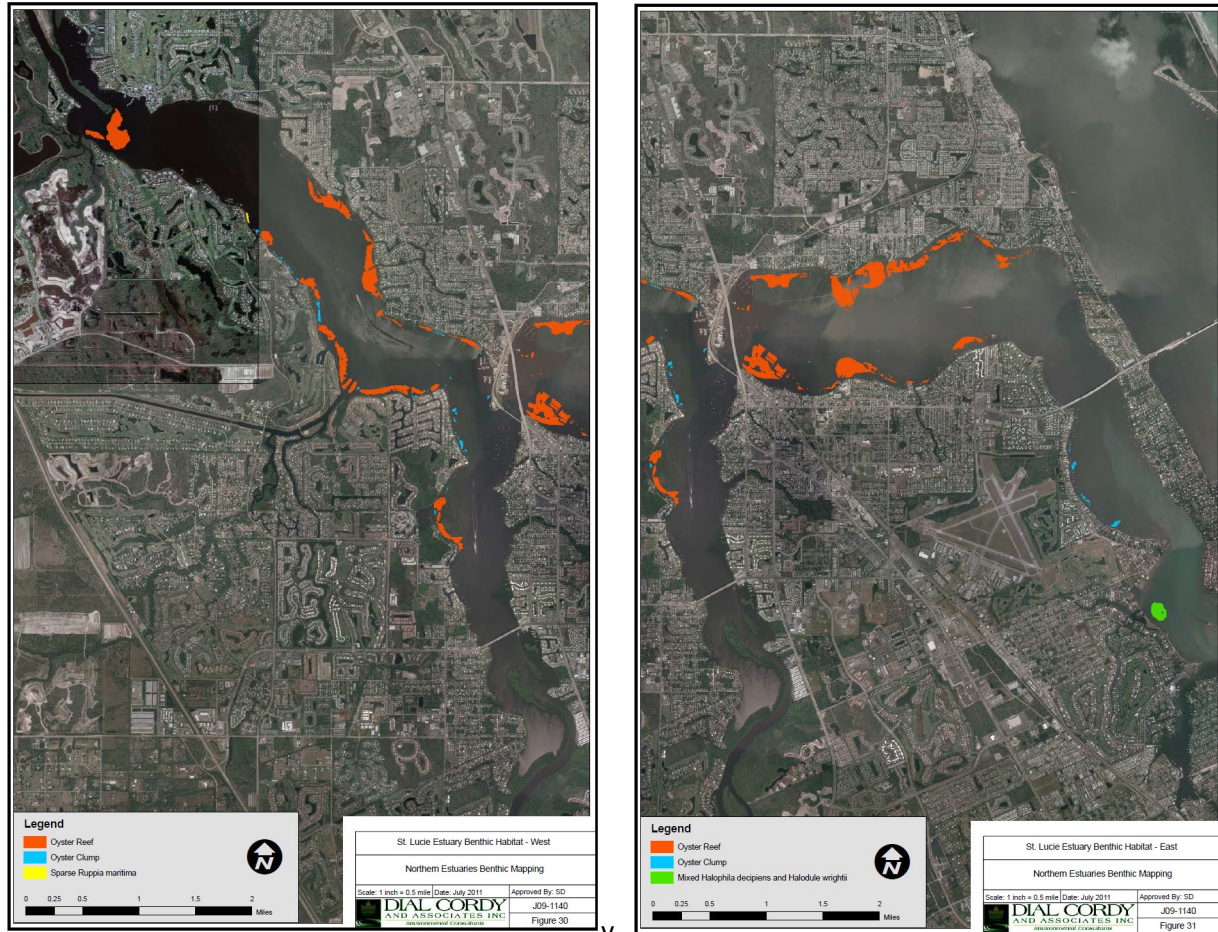 Legend
Oyster Reef
Oyster Clump
Sparse Ruppia maritima
N
0 0.25 0.5 1 1.5 2
Miles
St. Lucie Estuary Benthic Habitat - West
Northern Estuaries Benthic Mapping
Scale: 1 inch = 0.5 mile Date: July 2011 Approved By: SD
DIAL CORDY
AND ASSOCIATES INC
Environmental Consultants
J09-1140
Figure 30
Legend
Oyster Reef
Oyster Clump
Mixed Halophila decipiens and Halodule wrightii
N
0 0.25 0.5 1 1.5 2
Miles
St. Lucie Estuary Benthic Habitat - East
Northern Estuaries Benthic Mapping
Scale: 1 inch = 0.5 mile Date: July 2011 Approved By: SD
DIAL CORDY
AND ASSOCIATES INC
Environmental Consultants
J09-1140
Figure 31